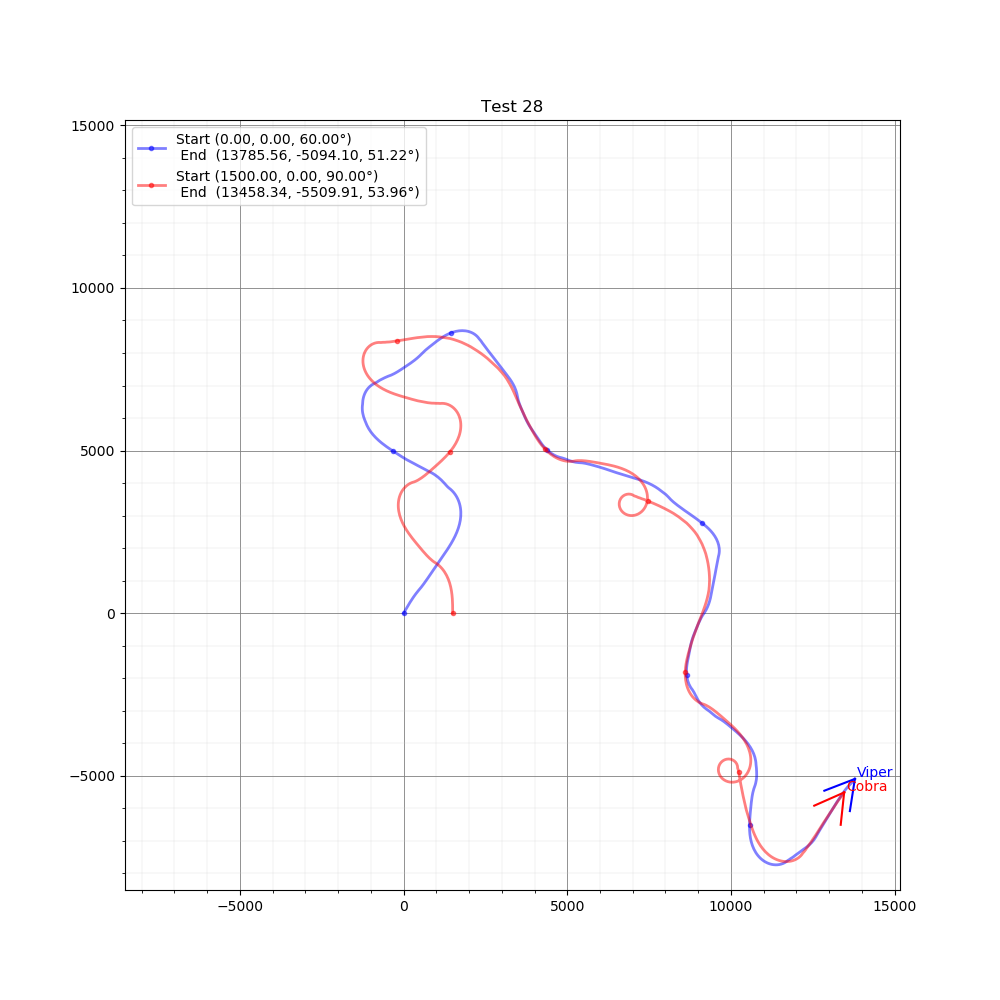 Test 28
Start (0.00, 0.00, 60.00°)
End  (13785.56, -5094.10, 51.22°)
Start (1500.00, 0.00, 90.00°)
End  (13458.34, -5509.91, 53.96°)
15000
10000
5000
0
−5000
Viper
Cobra
−5000
0
5000
10000
15000